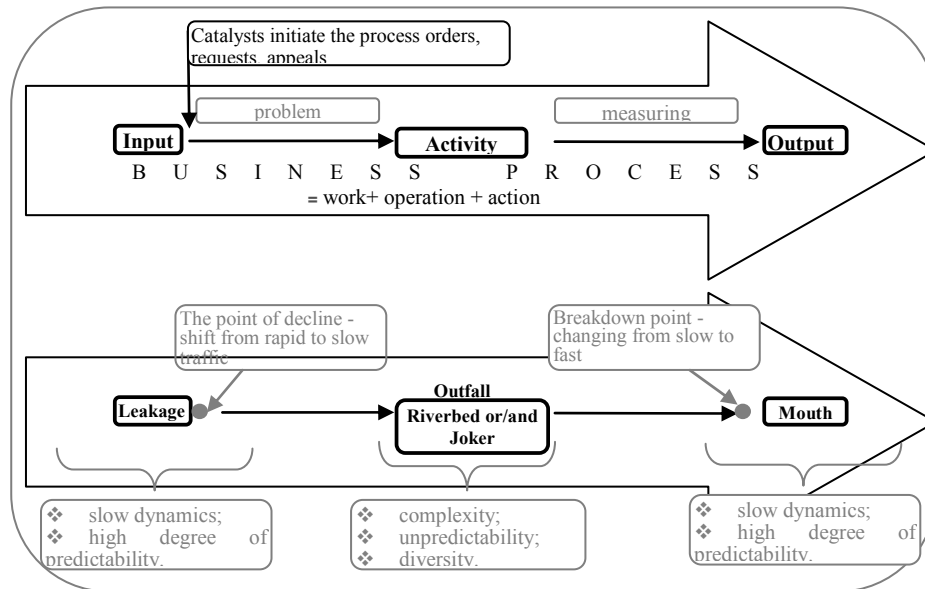 Catalysts initiate the process orders,
requests, appeals
problem
measuring
Input
Activity
Output
B U S I N E S S P R O C E S S
= work+ operation + action
The point of decline -
shift from rapid to slow
traffic
Breakdown point -
changing from slow to
fast
Outfall
Leakage
Riverbed or/and
Joker
Mouth
❖ slow dynamics;
❖ high degree of
predictability.
❖ complexity;
❖ unpredictability;
❖ diversity.
❖ slow dynamics;
❖ high degree of
predictability.